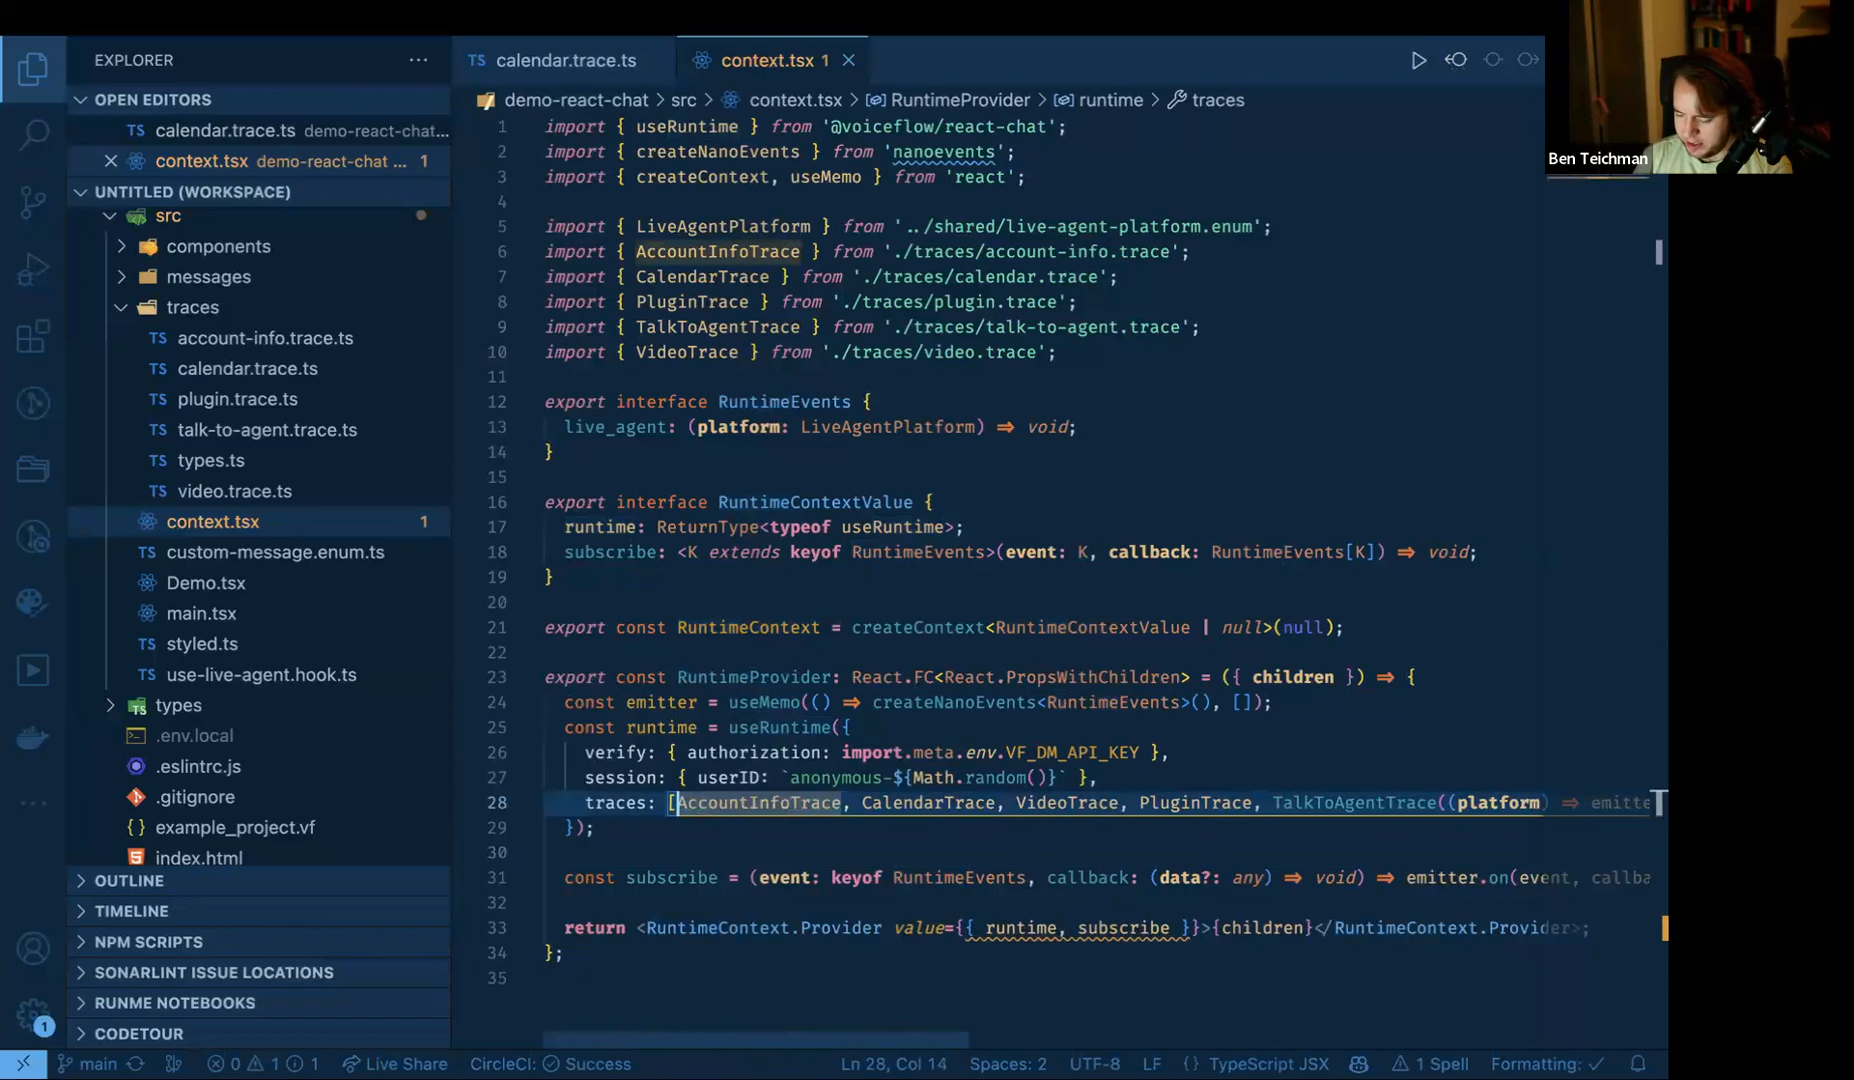 EXPLORER
OPEN EDITORS
TS calendar.trace.ts demo-react-chat...
context.tsx demo-react-chat ... 1
UNTITLED (WORKSPACE)
src
components
messages
traces
TS account-info.trace.ts
TS calendar.trace.ts
TS plugin.trace.ts
TS talk-to-agent.trace.ts
TS types.ts
TS video.trace.ts
context.tsx 1
TS custom-message.enum.ts
Demo.tsx
main.tsx
TS styled.ts
TS use-live-agent.hook.ts
types
.env.local
.eslintrc.js
.gitignore
{} example_project.vf
index.html
OUTLINE
TIMELINE
NPM SCRIPTS
SONARLINT ISSUE LOCATIONS
RUNME NOTEBOOKS
CODETOUR
1
TS calendar.trace.ts
context.tsx 1
demo-react-chat > src > context.tsx > RuntimeProvider > runtime > traces
1 import { useRuntime } from '@voiceflow/react-chat';
2 import { createNanoEvents } from 'nanoevents';
3 import { createContext, useMemo } from 'react';
4
5 import { LiveAgentPlatform } from '../shared/live-agent-platform.enum';
6 import { AccountInfoTrace } from './traces/account-info.trace';
7 import { CalendarTrace } from './traces/calendar.trace';
8 import { PluginTrace } from './traces/plugin.trace';
9 import { TalkToAgentTrace } from './traces/talk-to-agent.trace';
10 import { VideoTrace } from './traces/video.trace';
11
12 export interface RuntimeEvents {
13 live_agent: (platform: LiveAgentPlatform) => void;
14 }
15
16 export interface RuntimeContextValue {
17 runtime: ReturnType<typeof useRuntime>;
18 subscribe: <K extends keyof RuntimeEvents>(event: K, callback: RuntimeEvents[K]) => void;
19 }
20
21 export const RuntimeContext = createContext<RuntimeContextValue | null>(null);
22
23 export const RuntimeProvider: React.FC<React.PropsWithChildren> = ({ children }) => {
24 const emitter = useMemo(() => createNanoEvents<RuntimeEvents>(), []);
25 const runtime = useRuntime({
26 verify: { authorization: import.meta.env.VF_DM_API_KEY },
27 session: { userID: `anonymous-${Math.random()}` },
28 traces: [AccountInfoTrace, CalendarTrace, VideoTrace, PluginTrace, TalkToAgentTrace((platform) => emitte
29 });
30
31 const subscribe = (event: keyof RuntimeEvents, callback: (data?: any) => void) => emitter.on(event, callba
32
33 return <RuntimeContext.Provider value={{ runtime, subscribe }}>{children}</RuntimeContext.Provider>;
34 };
35
Ben Teichman
main 0 1 1 Live Share CircleCI: Success Ln 28, Col 14 Spaces: 2 UTF-8 LF {} TypeScript JSX 1 Spell Formatting: ✓